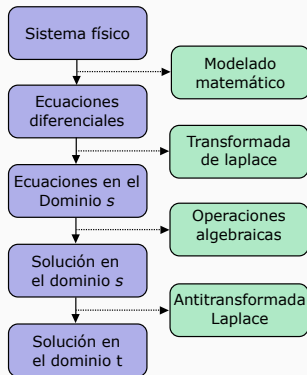 Sistema físico
Modelado
matemático
Ecuaciones
diferenciales
Transformada
de laplace
Ecuaciones en el
Dominio s
Operaciones
algebraicas
Solución en
el dominio s
Antitransformada
Laplace
Solución en
el dominio t